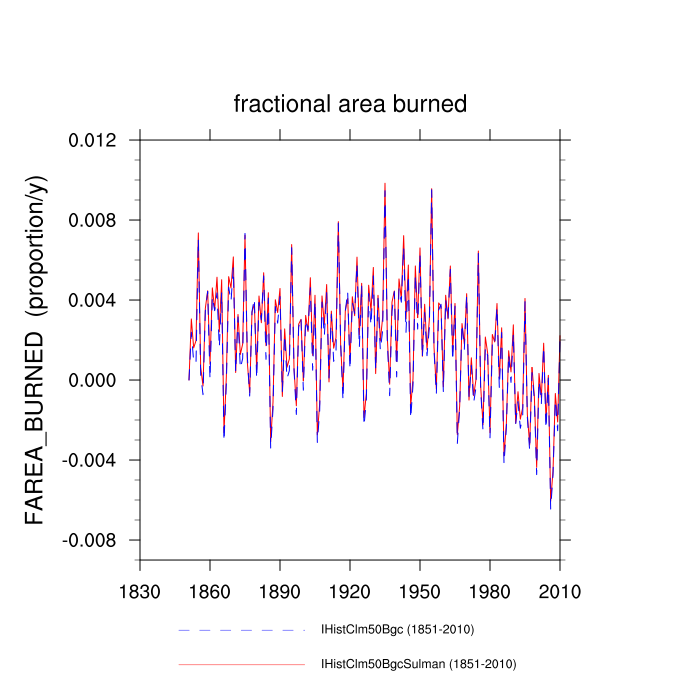 fractional area burned
FAREA_BURNED (proportion/y)
0.012
0.008
0.004
0.000
-0.004
-0.008
1830 1860 1890 1920 1950 1980 2010
IHistClm50Bgc (1851-2010)
IHistClm50BgcSulman (1851-2010)